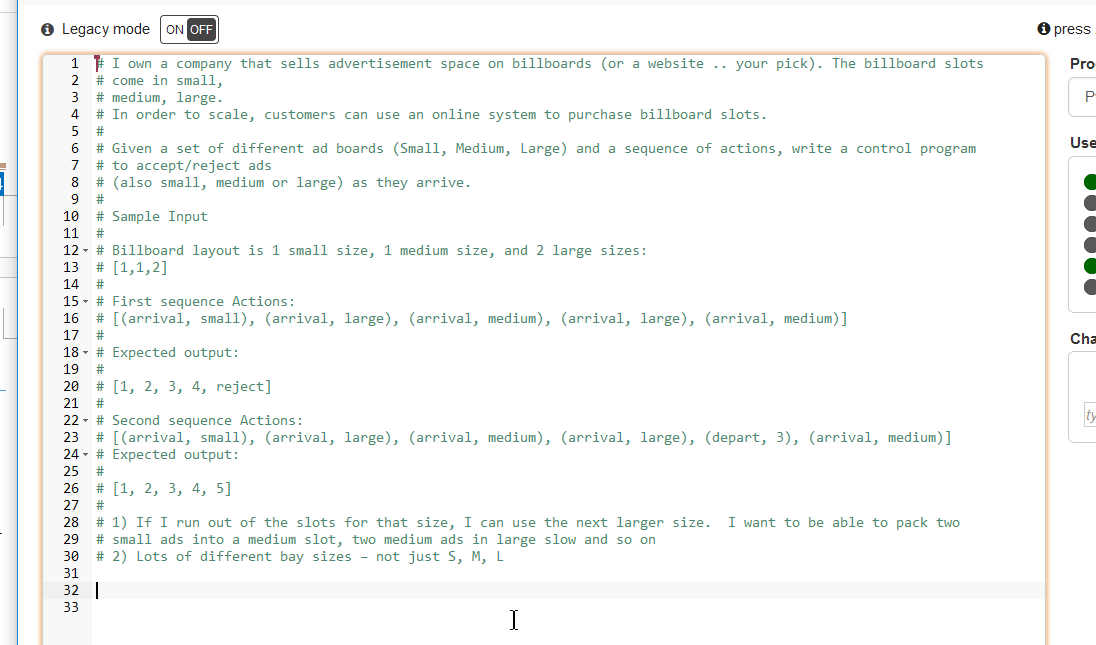 Legacy mode ON OFF
press
1 # I own a company that sells advertisement space on billboards (or a website .. your pick). The billboard slots
2 # come in small,
3 # medium, large.
4 # In order to scale, customers can use an online system to purchase billboard slots.
5 #
6 # Given a set of different ad boards (Small, Medium, Large) and a sequence of actions, write a control program
7 # to accept/reject ads
8 # (also small, medium or large) as they arrive.
9 #
10 # Sample Input
11 #
12 # Billboard layout is 1 small size, 1 medium size, and 2 large sizes:
13 # [1,1,2]
14 #
15 # First sequence Actions:
16 # [(arrival, small), (arrival, large), (arrival, medium), (arrival, large), (arrival, medium)]
17 #
18 # Expected output:
19 #
20 # [1, 2, 3, 4, reject]
21 #
22 # Second sequence Actions:
23 # [(arrival, small), (arrival, large), (arrival, medium), (arrival, large), (depart, 3), (arrival, medium)]
24 # Expected output:
25 #
26 # [1, 2, 3, 4, 5]
27 #
28 # 1) If I run out of the slots for that size, I can use the next larger size.  I want to be able to pack two
29 # small ads into a medium slot, two medium ads in large slow and so on
30 # 2) Lots of different bay sizes – not just S, M, L
31
32
33